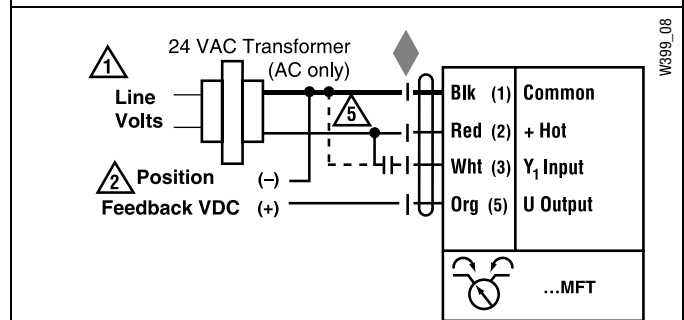 24 VAC Transformer
(AC only)
1
Line
Volts
5
2 Position (–)
Feedback VDC (+)
Blk (1) Common
Red (2) + Hot
Wht (3) Y1 Input
Org (5) U Output
...MFT
W399_08